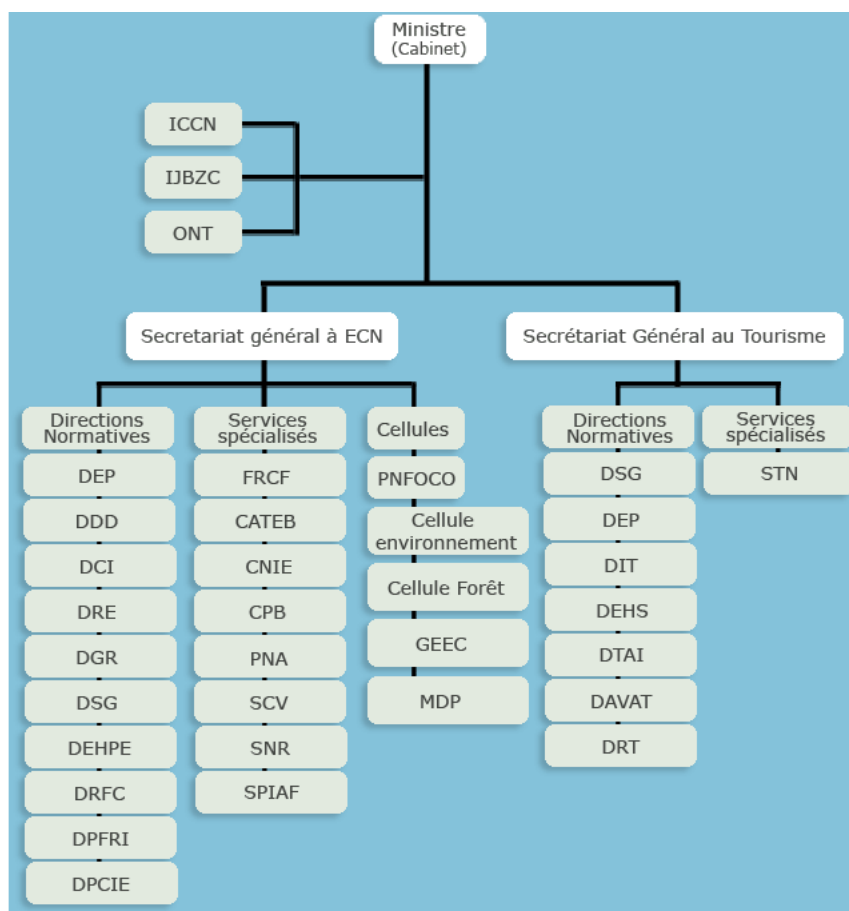 Ministre
(Cabinet)
ICCN
IJBZC
ONT
Secretariat général à ECN
Secrétariat Général au Tourisme
Directions
Normatives
DEP
DDD
DCI
DRE
DGR
DSG
DEHPE
DRFC
DPFRI
DPCIE
Services
spécialisés
FRCF
CATEB
CNIE
CPB
PNA
SCV
SNR
SPIAF
Cellules
PNFOCO
Cellule
environnement
Cellule Forêt
GEEC
MDP
Directions
Normatives
DSG
DEP
DIT
DEHS
DTAI
DAVAT
DRT
Services
spécialisés
STN